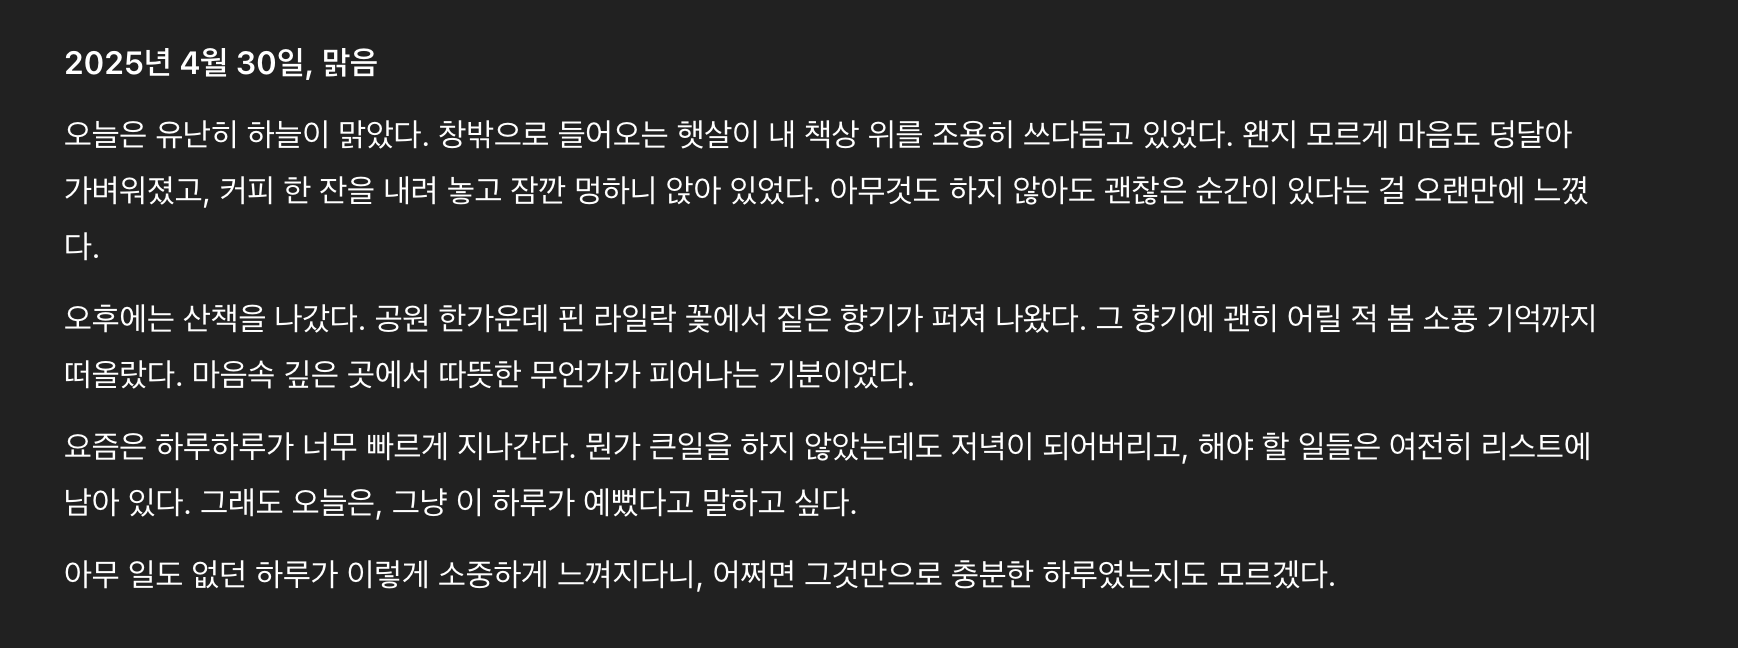 2025년 4월 30일, 맑음
오늘은 유난히 하늘이 맑았다. 창밖으로 들어오는 햇살이 내 책상 위를 조용히 쓰다듬고 있었다. 왠지 모르게 마음도 덩달아
가벼워졌고, 커피 한 잔을 내려 놓고 잠깐 멍하니 앉아 있었다. 아무것도 하지 않아도 괜찮은 순간이 있다는 걸 오랜만에 느꼈
다.
오후에는 산책을 나갔다. 공원 한가운데 핀 라일락 꽃에서 짙은 향기가 퍼져 나왔다. 그 향기에 괜히 어릴 적 봄 소풍 기억까지
떠올랐다. 마음속 깊은 곳에서 따뜻한 무언가가 피어나는 기분이었다.
요즘은 하루하루가 너무 빠르게 지나간다. 뭔가 큰일을 하지 않았는데도 저녁이 되어버리고, 해야 할 일들은 여전히 리스트에
남아 있다. 그래도 오늘은, 그냥 이 하루가 예뻤다고 말하고 싶다.
아무 일도 없던 하루가 이렇게 소중하게 느껴지다니, 어쩌면 그것만으로 충분한 하루였는지도 모르겠다.